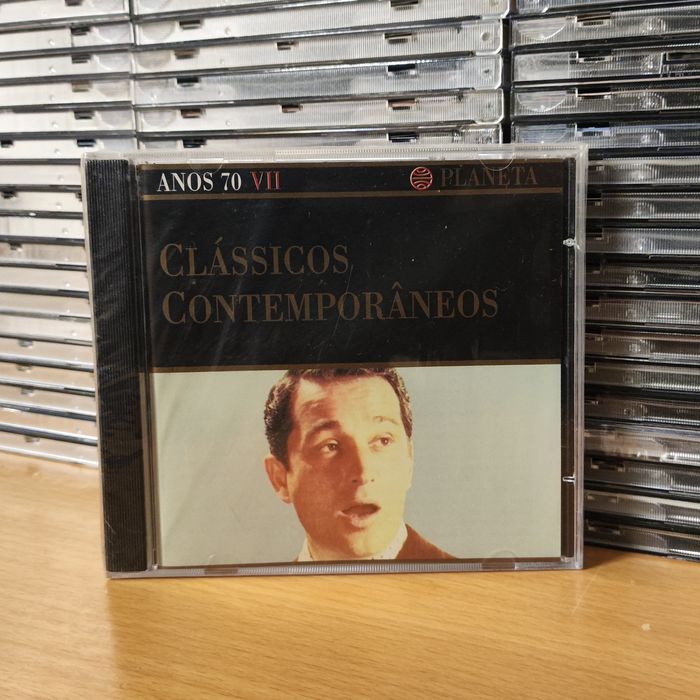 ANOS 70 VII PLANETA
CLÁSSICOS
CONTEMPORÂNEOS